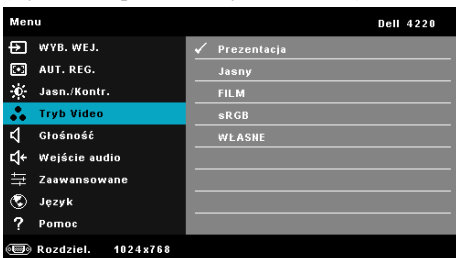 Menu Dell 4220
WYB. WEJ.
AUT. REG.
Jasn./Kontr.
Tryb Video
Głośność
Wejście audio
Zaawansowane
Język
? Pomoc
Prezentacja
Jasny
FILM
sRGB
WŁASNE
Rozdziel. 1024x768